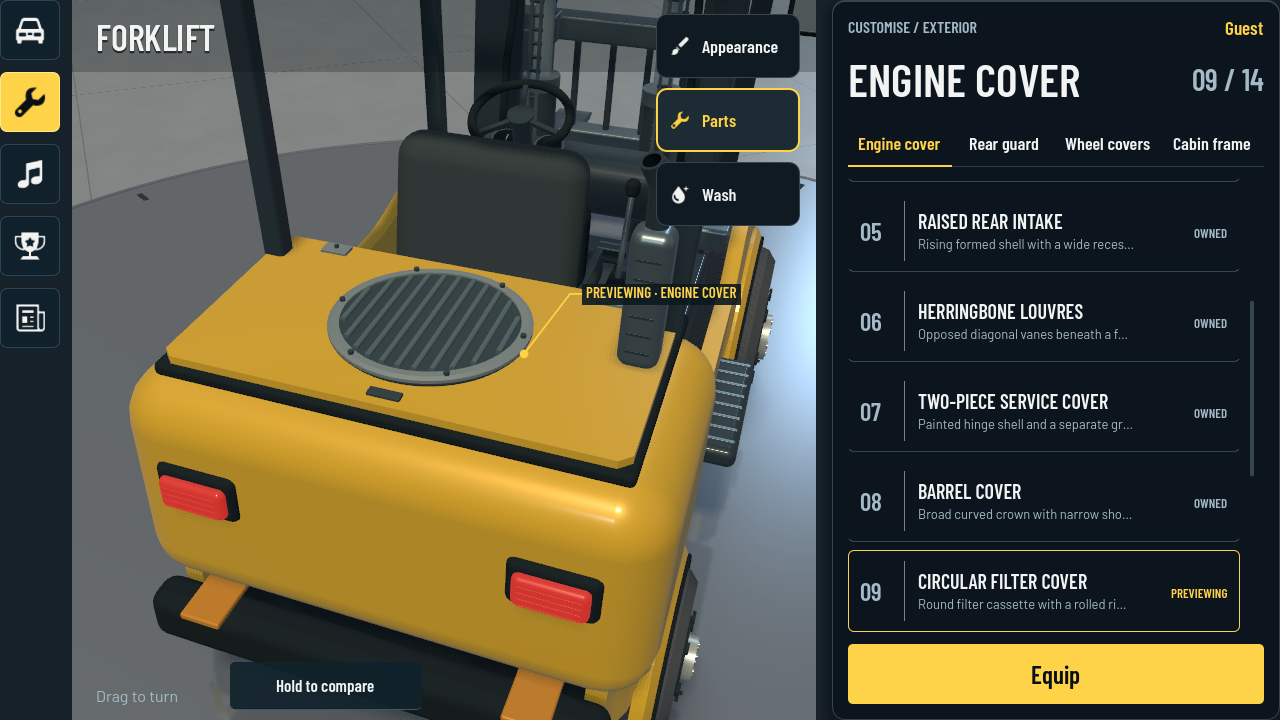 FORKLIFT
Appearance
Parts
Wash
PREVIEWING · ENGINE COVER
Drag to turn
Hold to compare
CUSTOMISE / EXTERIOR
Guest
ENGINE COVER
09 / 14
Engine cover
Rear guard
Wheel covers
Cabin frame
05
RAISED REAR INTAKE
Rising formed shell with a wide reces...
OWNED
06
HERRINGBONE LOUVRES
Opposed diagonal vanes beneath a f...
OWNED
07
TWO-PIECE SERVICE COVER
Painted hinge shell and a separate gr...
OWNED
08
BARREL COVER
Broad curved crown with narrow sho...
OWNED
09
CIRCULAR FILTER COVER
Round filter cassette with a rolled ri...
PREVIEWING
Equip